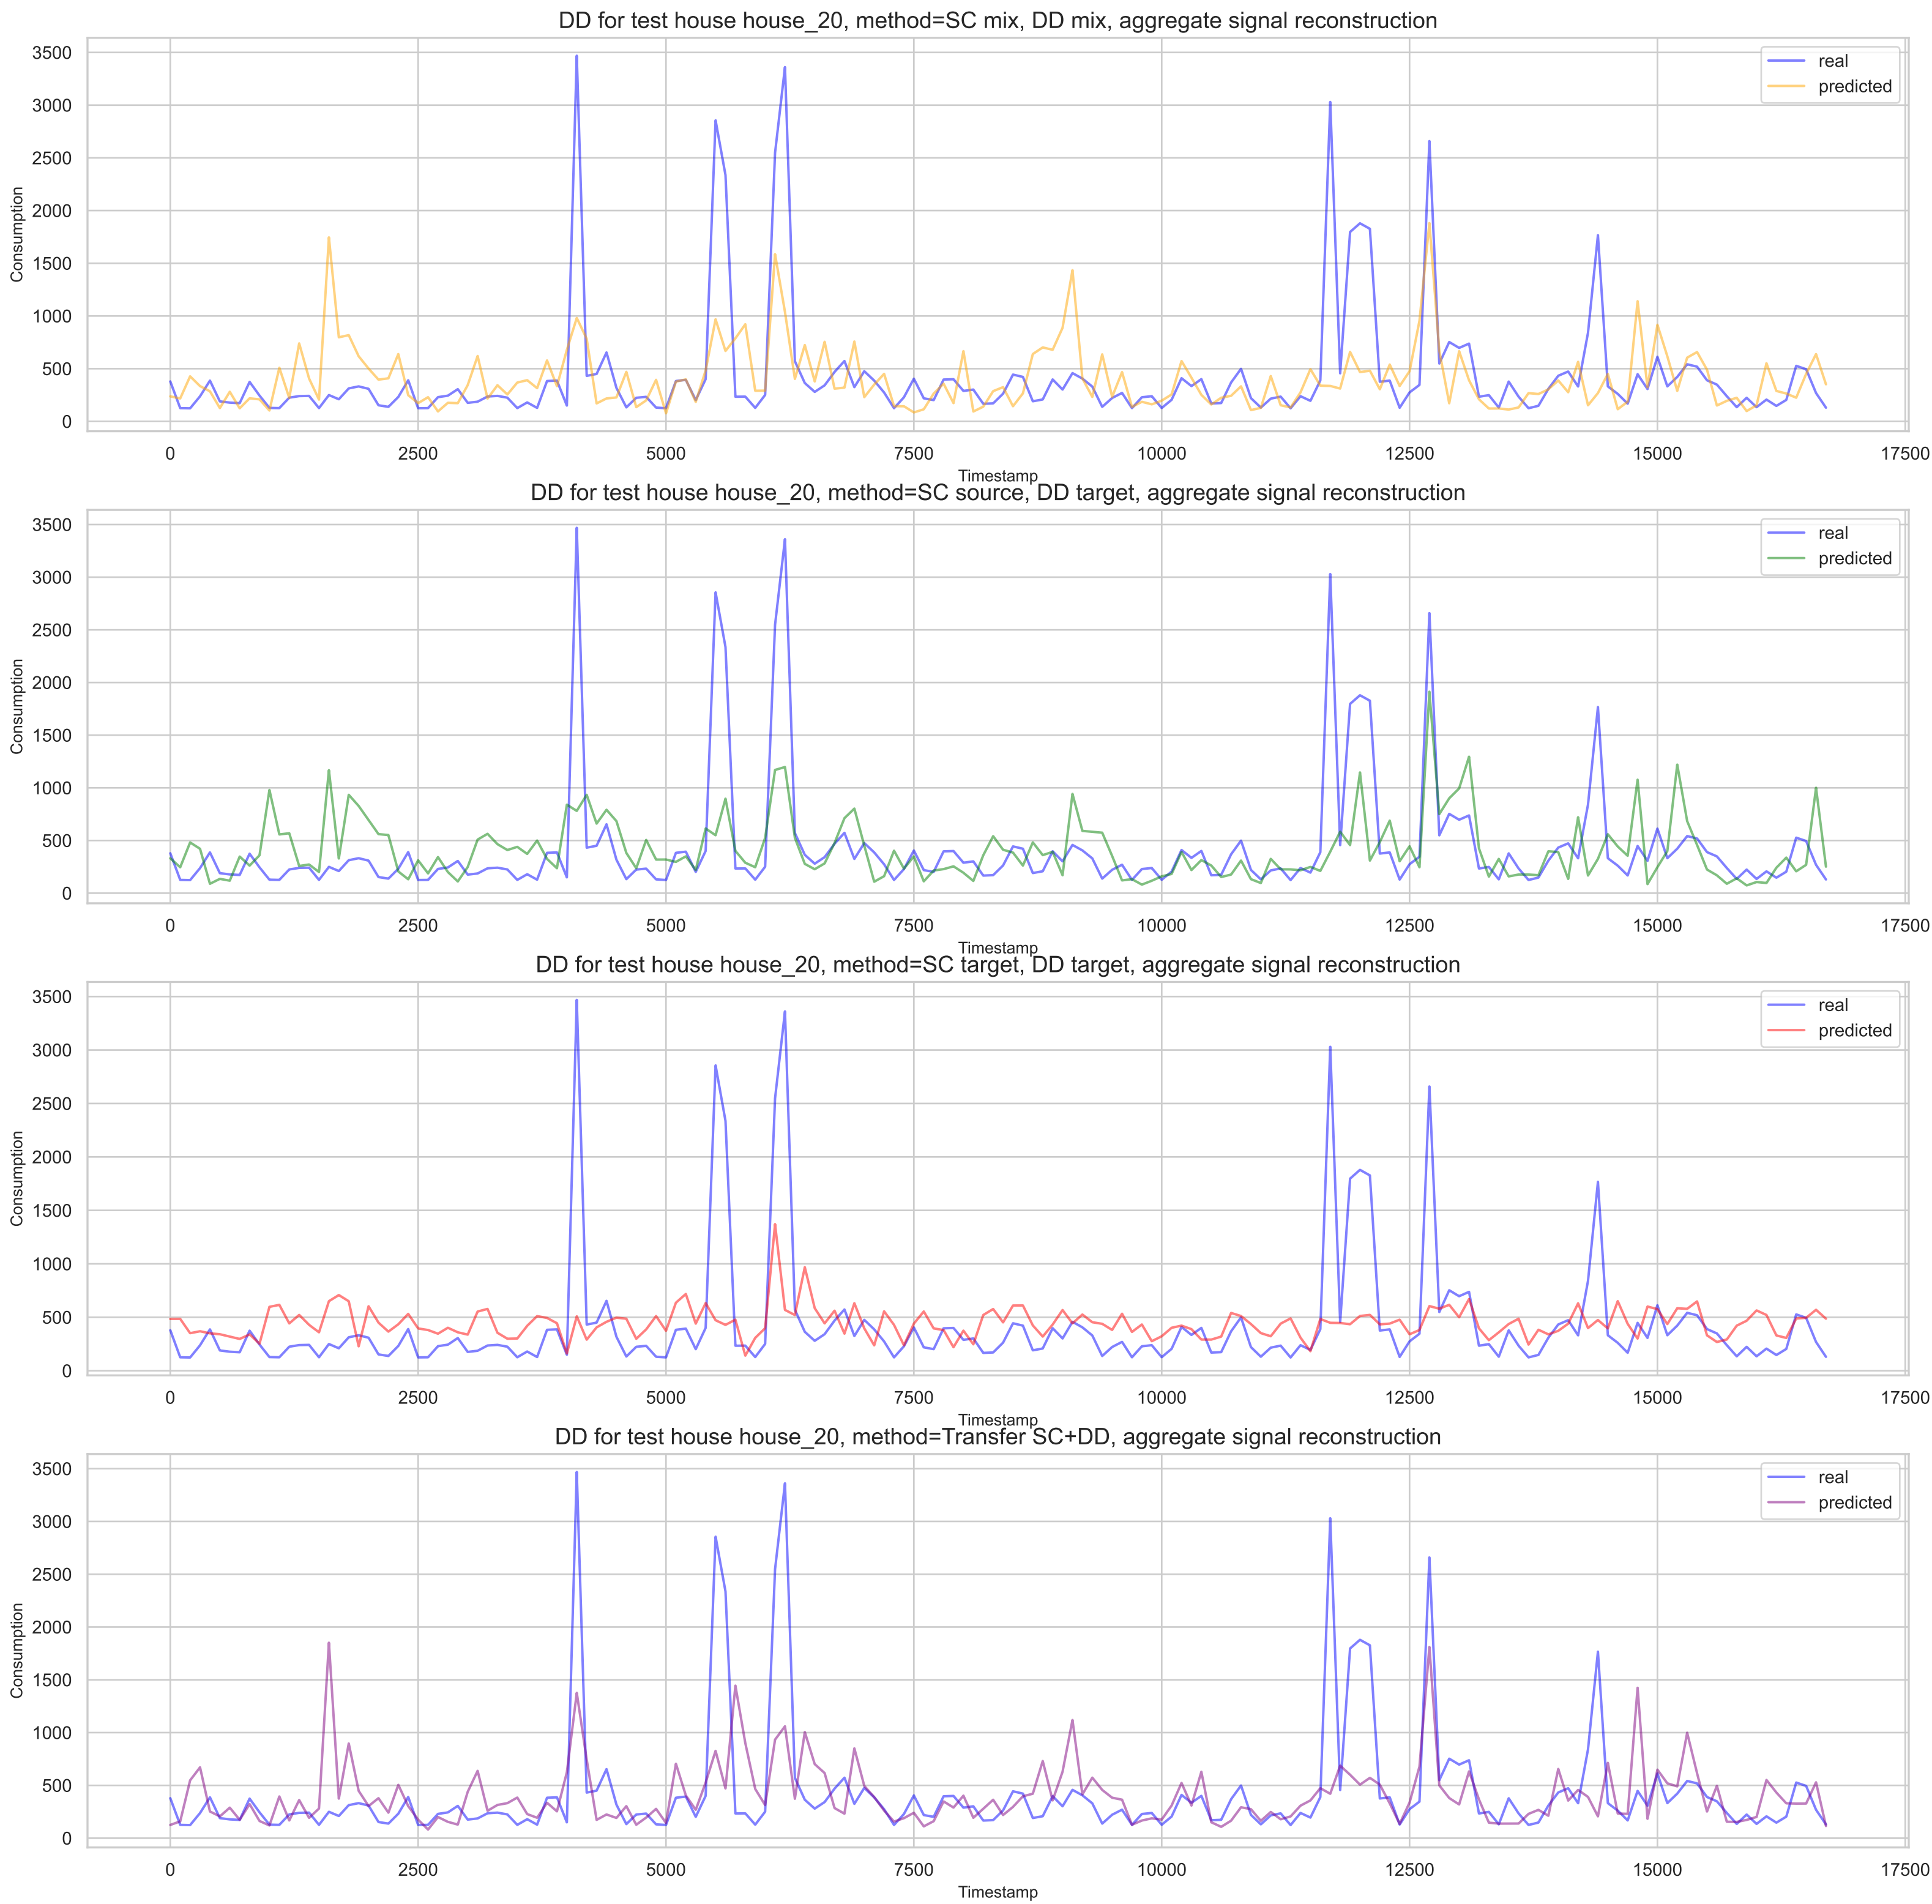 DD for test house house_20, method=SC mix, DD mix, aggregate signal reconstruction
3500
3000
2500
2000
1500
1000
500
0
Consumption
real
predicted
0 2500 5000 7500 10000 12500 15000 17500
Timestamp
DD for test house house_20, method=SC source, DD target, aggregate signal reconstruction
3500
3000
2500
2000
1500
1000
500
0
Consumption
real
predicted
0 2500 5000 7500 10000 12500 15000 17500
Timestamp
DD for test house house_20, method=SC target, DD target, aggregate signal reconstruction
3500
3000
2500
2000
1500
1000
500
0
Consumption
real
predicted
0 2500 5000 7500 10000 12500 15000 17500
Timestamp
DD for test house house_20, method=Transfer SC+DD, aggregate signal reconstruction
3500
3000
2500
2000
1500
1000
500
0
Consumption
real
predicted
0 2500 5000 7500 10000 12500 15000 17500
Timestamp